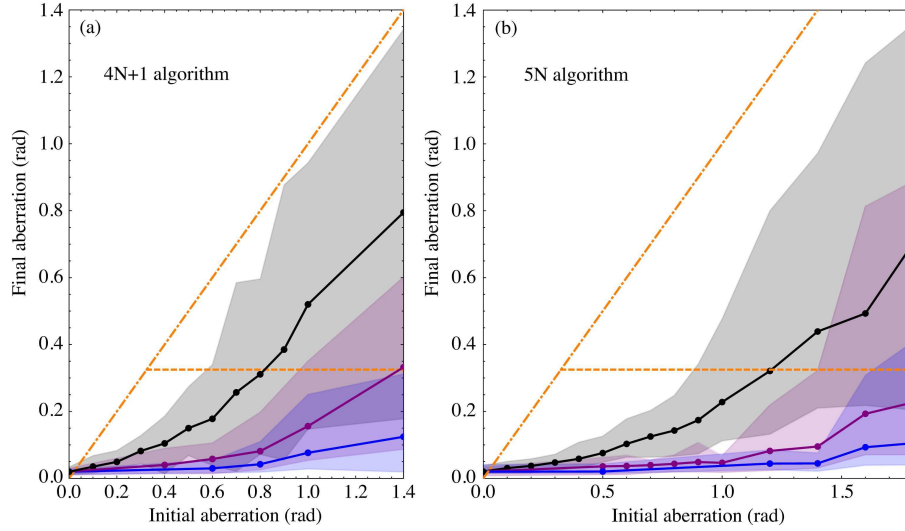 (a)
4N+1 algorithm
Final aberration (rad)
1.4
1.2
1.0
0.8
0.6
0.4
0.2
0.0
0.0 0.2 0.4 0.6 0.8 1.0 1.2 1.4
Initial aberration (rad)
(b)
5N algorithm
Final aberration (rad)
1.4
1.2
1.0
0.8
0.6
0.4
0.2
0.0
0.0 0.5 1.0 1.5
Initial aberration (rad)